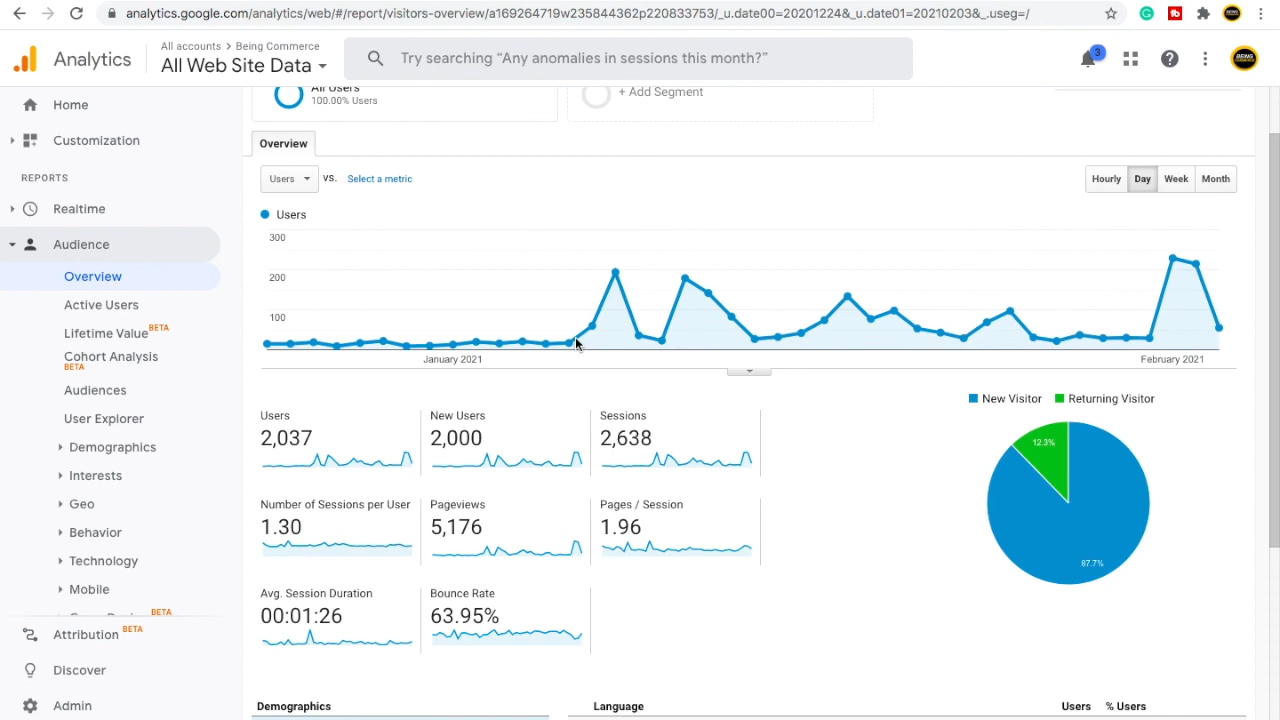 analytics.google.com/analytics/web/#/report/visitors-overview/a169264719w235844362p220833753/_u.date00=20201224&_u.date01=20210203&_.useg=/
Analytics
All accounts > Being Commerce
All Web Site Data
Try searching “Any anomalies in sessions this month?”
3
Home
Customization
REPORTS
Realtime
Audience
Overview
Active Users
Lifetime Value BETA
Cohort Analysis
BETA
Audiences
User Explorer
Demographics
Interests
Geo
Behavior
Technology
Mobile
BETA
Attribution BETA
Discover
Admin
All Users
100.00% Users
+ Add Segment
Overview
Users VS. Select a metric
Hourly Day Week Month
Users
300
200
100
January 2021 February 2021
New Visitor Returning Visitor
Users New Users Sessions
2,037 2,000 2,638
Number of Sessions per User Pageviews Pages / Session
1.30 5,176 1.96
Avg. Session Duration Bounce Rate
00:01:26 63.95%
12.3%
87.7%
Demographics Language Users % Users